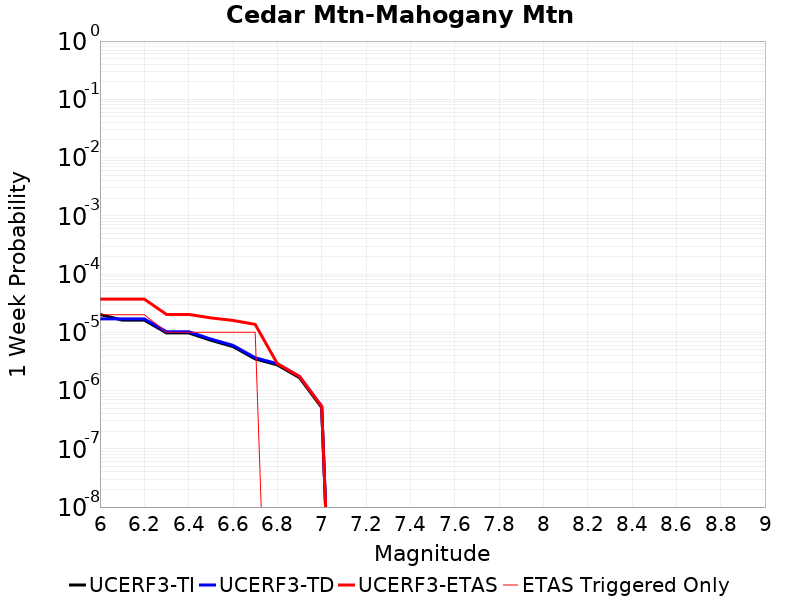 Cedar Mtn-Mahogany Mtn
10^0
10^-1
10^-2
10^-3
10^-4
10^-5
10^-6
10^-7
10^-8
1 Week Probability
6 6.2 6.4 6.6 6.8 7 7.2 7.4 7.6 7.8 8 8.2 8.4 8.6 8.8 9
Magnitude
UCERF3-TI UCERF3-TD UCERF3-ETAS ETAS Triggered Only